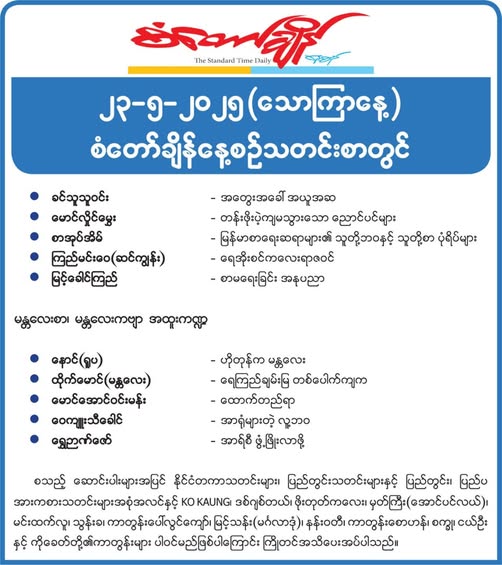 စံတော်ချိန်
နေ့စဉ်
The Standard Time Daily
၂၃-၅-၂၀၂၅(သောကြာနေ့)
စံတော်ချိန်နေ့စဉ်သတင်းစာတွင်
ခင်သူသူဝင်း - အတွေးအခေါ် အယူအဆ
မောင်လှိုင်မွှေး - တန်းဖိုးပဲ့ကျမသွားသော ညောင်ပင်များ
စာအုပ်အိမ် - မြန်မာစာရေးဆရာများ၏ သူတို့ဘဝနှင့် သူတို့စာ ပုံရိပ်များ
ကြည်မင်းဝေ(ဆင်ကျွန်း) - ရေအိုးစင်ကလေးရာဇဝင်
မြင့်ခေါင်ကြည် - စာမရေးခြင်း အနုပညာ
မန္တလေးစာ၊ မန္တလေးကဗျာ အထူးကဏ္ဍ
နောင်(ရူပ) - ဟိုတုန်က မန္တလေး
ထိုက်မောင်(မန္တလေး) - ရေကြည်ချမ်းမြ တစ်ပေါက်ကျက
မောင်အောင်ဝင်းမန်း - ထောက်တည်ရာ
ဝေကျူးသီခေါင် - အာရုံများတဲ့ လူ့ဘဝ
ရွှေဉာဏ်ဇော် - အာရ်စီ ဖွံ့ဖြိုးလာဖို့
စသည့် ဆောင်းပါးများအပြင် နိုင်ငံတကာသတင်းများ၊ ပြည်တွင်းသတင်းများနှင့် ပြည်တွင်း၊ ပြည်ပ
အားကစားသတင်းများအစုံအလင်နှင့် KO KAUNG၊ ဒစ်ဂျစ်တယ်၊ ဖိုးတုတ်ကလေး၊ မှတ်ကြီး(အောင်ပင်လယ်)၊
မင်းထက်လူ၊ သွန်းခ၊ ကာတွန်းပေါ်လွင်ကျော်၊ မြင့်သန်း(မင်္ဂလာဒုံ)၊ နန်းဝတီ၊ ကာတွန်းစောဟန်၊ စက္ခု၊ ငယ်ဦး
နှင့် ကိုခေတ်တို့၏ကာတွန်းများ ပါဝင်မည်ဖြစ်ပါကြောင်း ကြိုတင်အသိပေးအပ်ပါသည်။